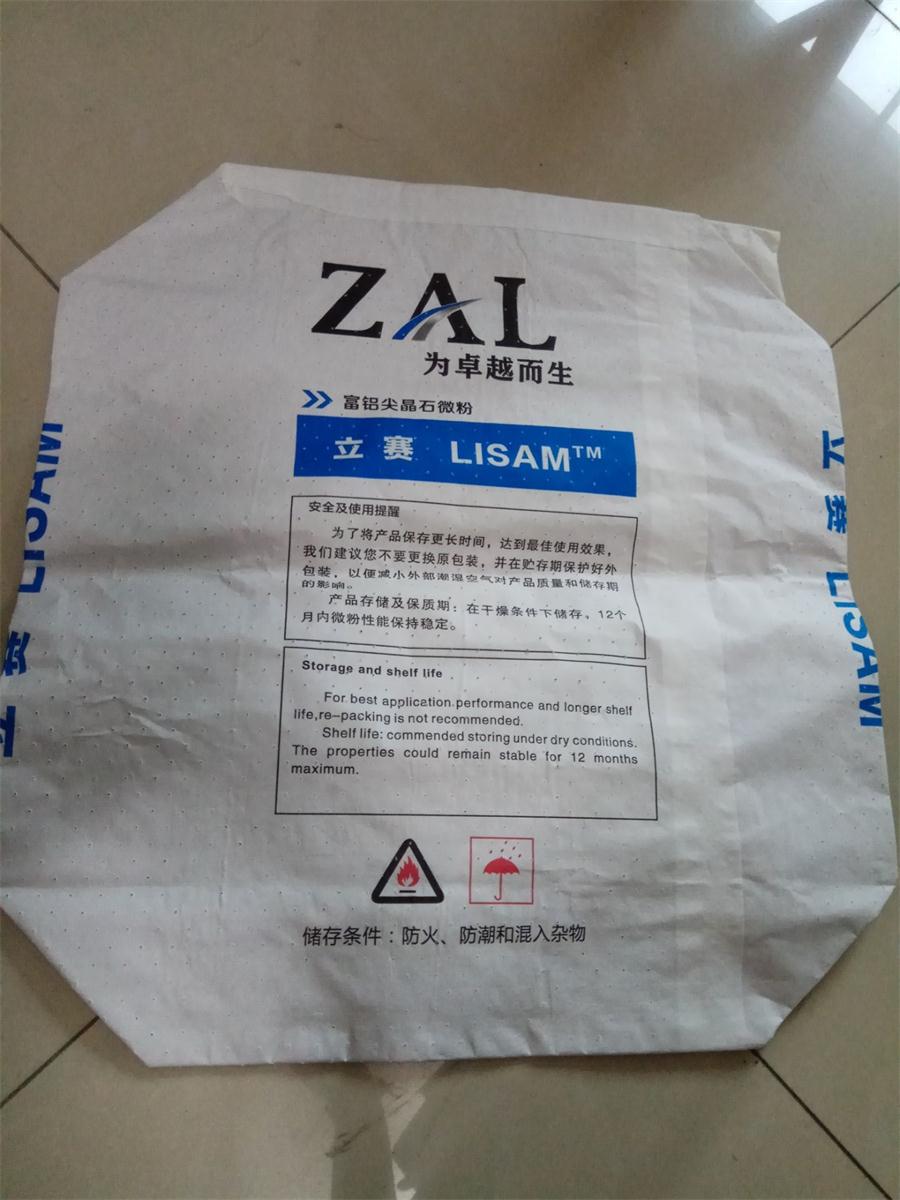 ZAL
为卓越而生
富铝尖晶石微粉
立赛 LISAM™
安全及使用提醒
为了将产品保存更长时间，达到最佳使用效果，
我们建议您不要更换原包装，并在贮存期保护好外
包装，以便减小外部潮湿空气对产品质量和储存期
的影响。
产品存储及保质期：在干燥条件下储存，12个
月内微粉性能保持稳定。
Storage and shelf life
For best application performance and longer shelf
life,re-packing is not recommended.
Shelf life: commended storing under dry conditions.
The properties could remain stable for 12 months
maximum.
储存条件：防火、防潮和混入杂物
立赛 LISAM
立赛 LISAM